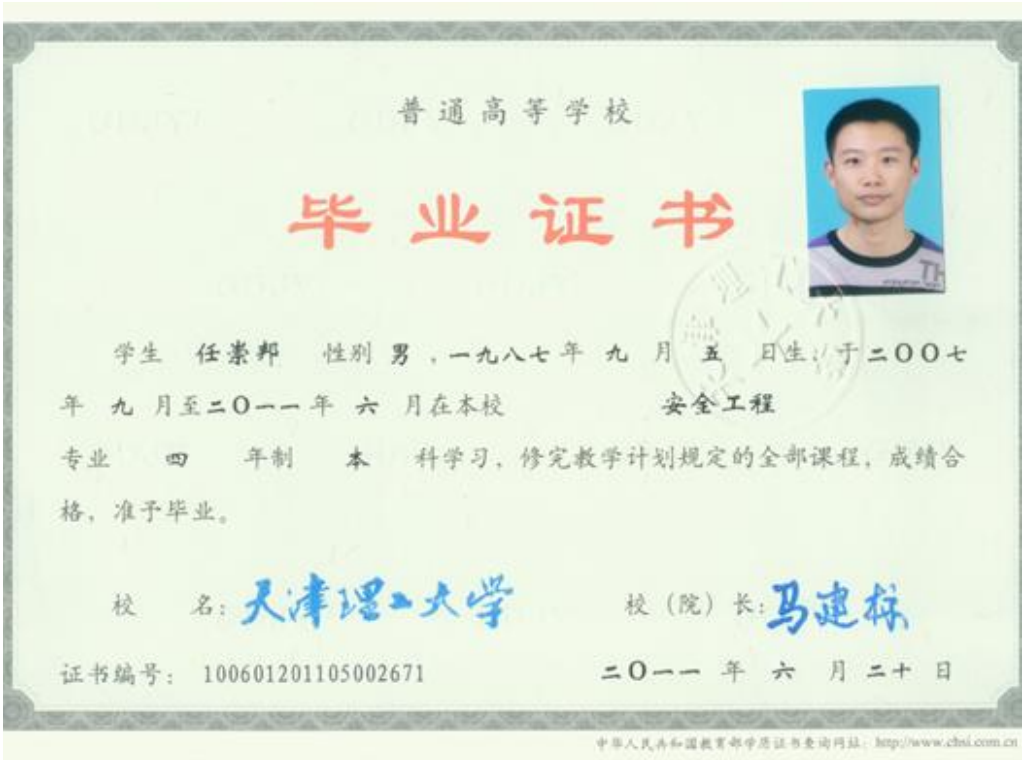 普通高等学校
毕业证书
学生 任崇邦 性别 男 ,一九八七年 九 月 五 日生,于二〇〇七
年 九 月至二〇一一年 六 月在本校 安全工程
专业 四 年制 本 科学习,修完教学计划规定的全部课程,成绩合
格,准予毕业。
校 名:天津理工大学 校(院)长:马建标
证书编号: 100601201105002671 二〇一一 年 六 月 二十 日
中华人民共和国教育部学历证书查询网址: http://www.chsi.com.cn